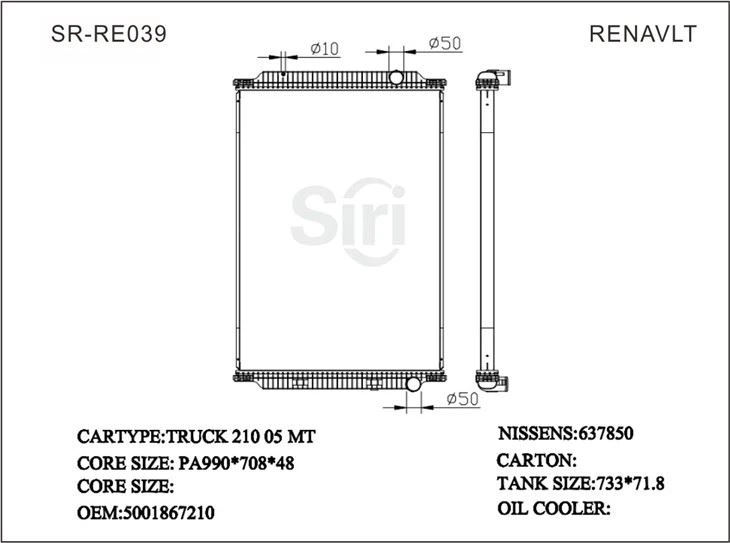 SR-RE039
RENAVLT
ø10
ø50
Siri
ø50
CARTYPE:TRUCK 210 05 MT
CORE SIZE: PA990*708*48
CORE SIZE:
OEM:5001867210
NISSENS:637850
CARTON:
TANK SIZE:733*71.8
OIL COOLER: